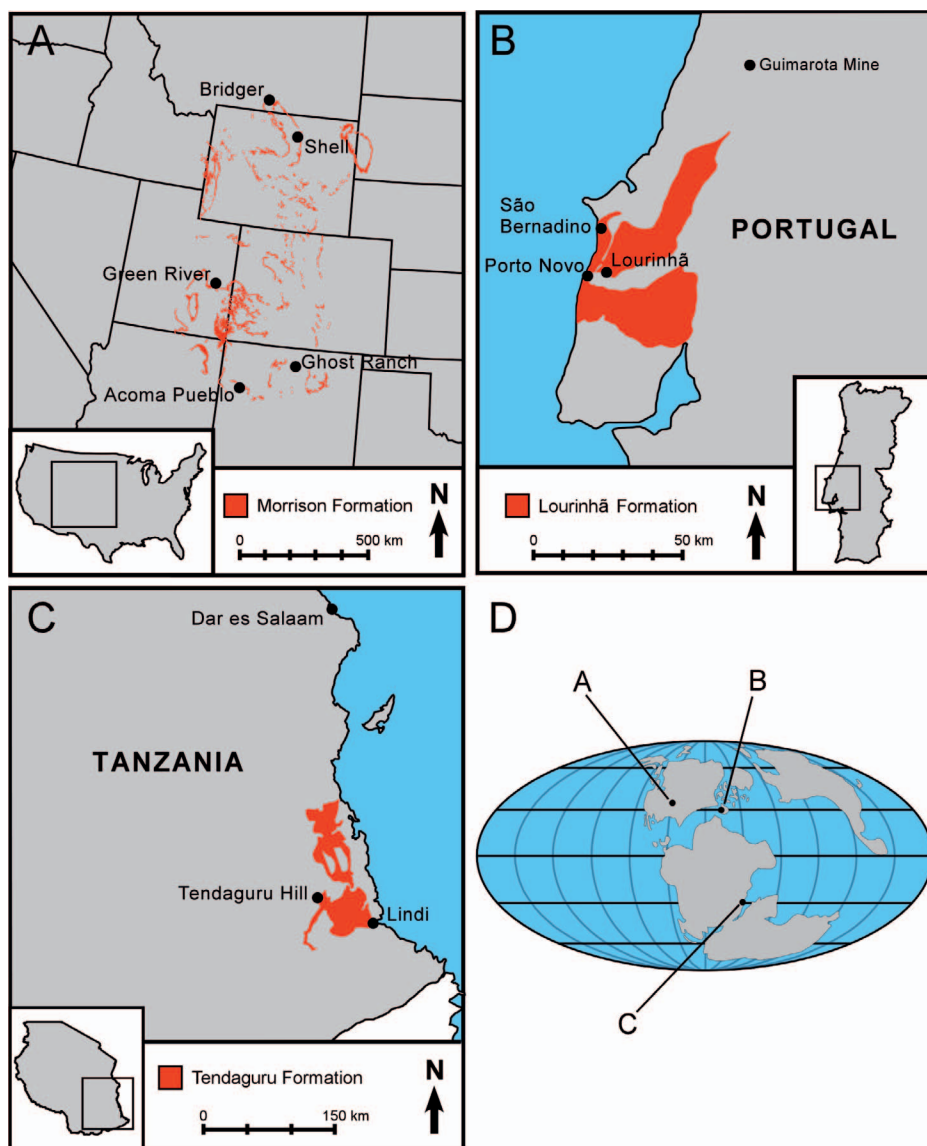 A
Bridger
Shell
Green River
Ghost Ranch
Acoma Pueblo
Morrison Formation
N
0 500 km
B
Guimarota Mine
São
Bernadino
PORTUGAL
Porto Novo
Lourinhã
Lourinhã Formation
N
0 50 km
C
Dar es Salaam
TANZANIA
Tendaguru Hill
Lindi
Tendaguru Formation
N
0 150 km
D
A
B
C